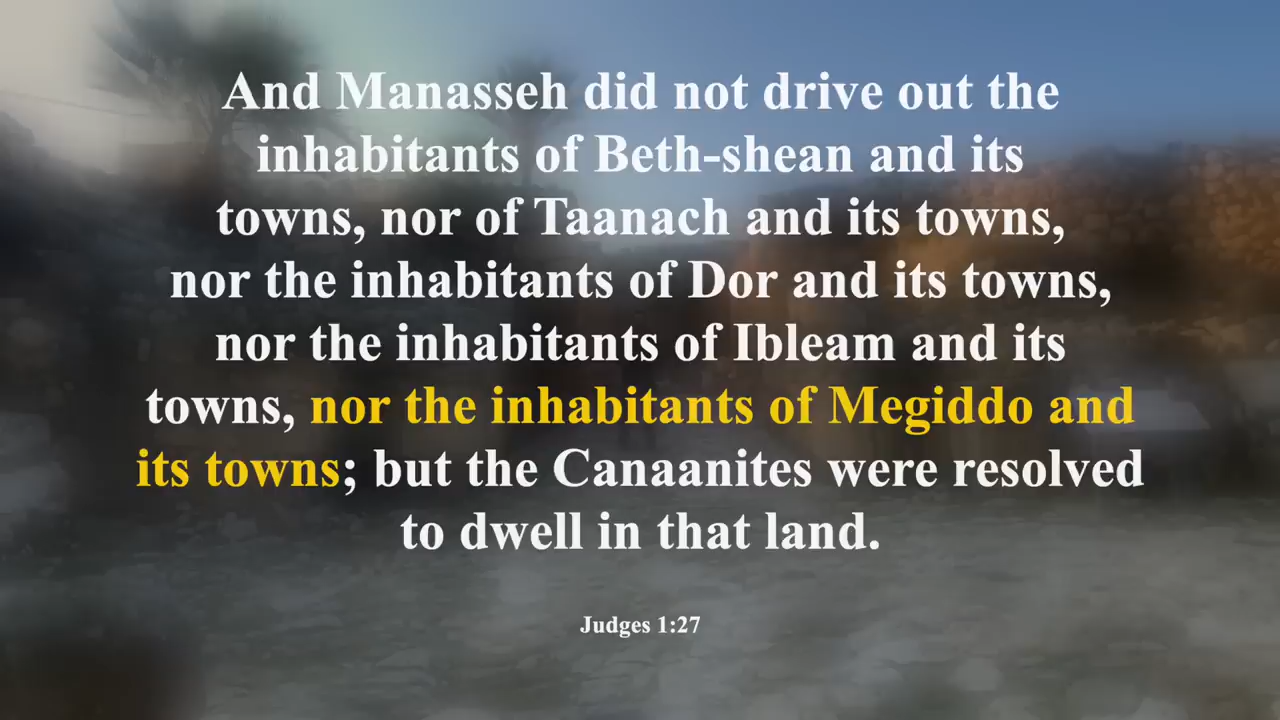 And Manasseh did not drive out the
inhabitants of Beth-shean and its
towns, nor of Taanach and its towns,
nor the inhabitants of Dor and its towns,
nor the inhabitants of Ibleam and its
towns, nor the inhabitants of Megiddo and
its towns; but the Canaanites were resolved
to dwell in that land.
Judges 1:27